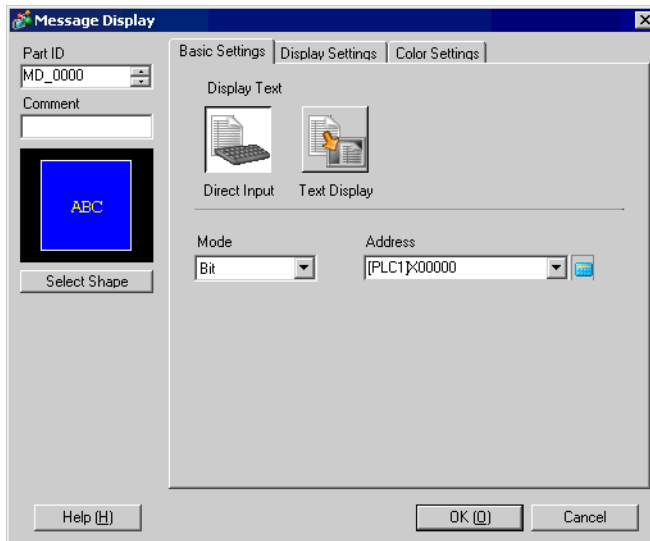 Message Display
Part ID
MD_0000
Comment
ABC
Select Shape
Basic Settings Display Settings Color Settings
Display Text
Direct Input Text Display
Mode Address
Bit [PLC1]X00000
Help (H) OK (O) Cancel